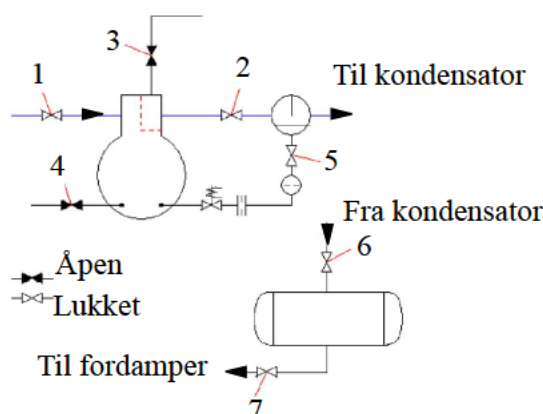 3
1
2
Til kondensator
4
5
Fra kondensator
6
Åpen
Lukket
Til fordamper
7